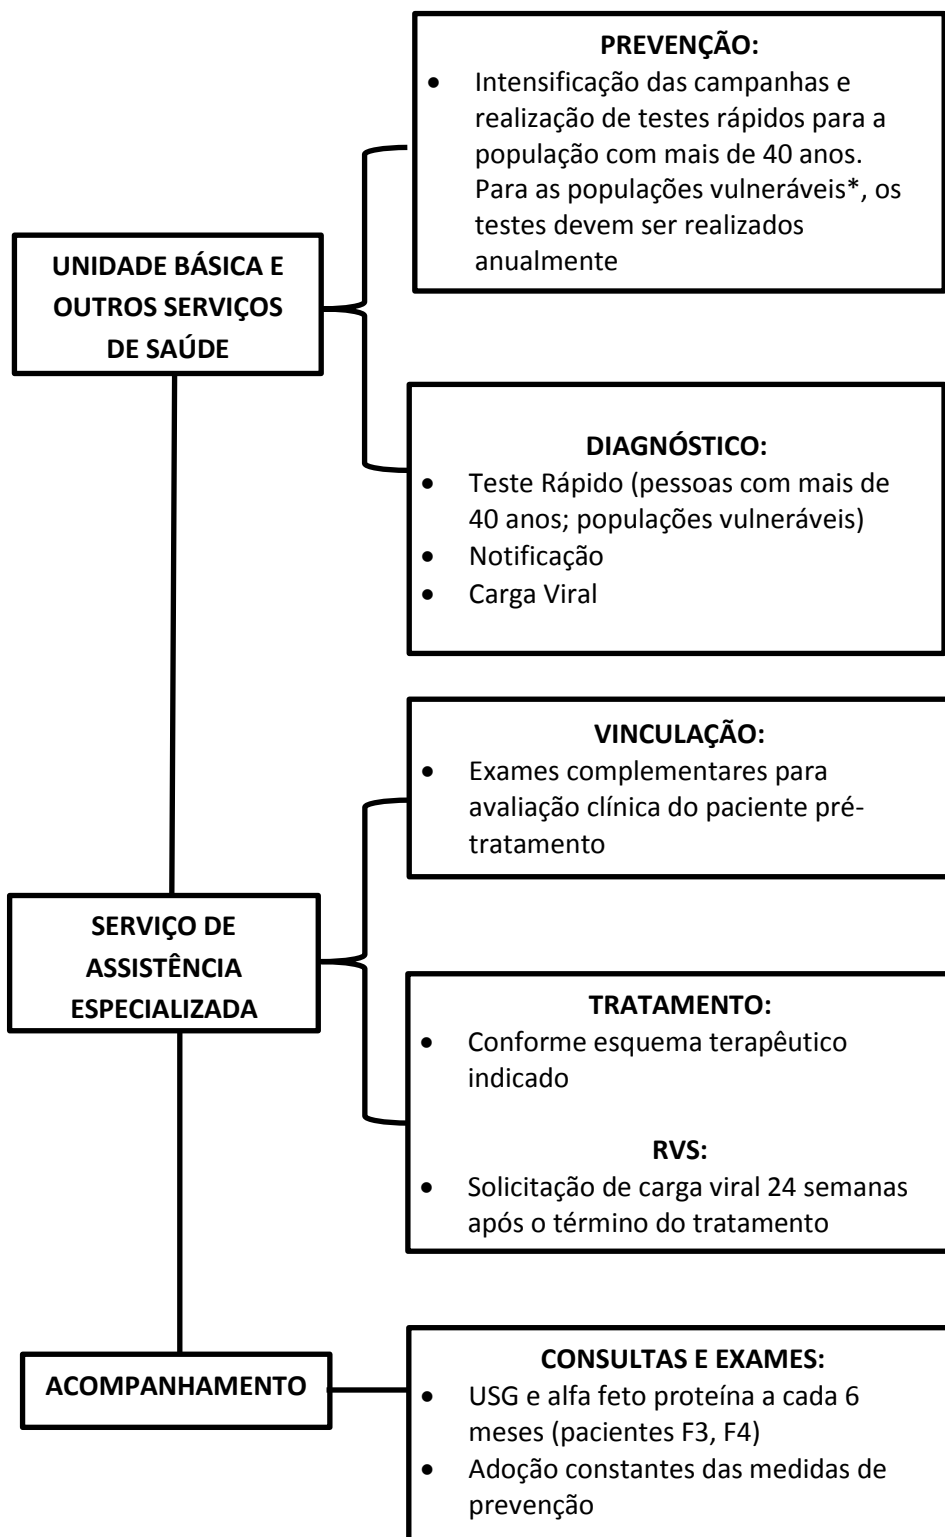 PREVENÇÃO:
• Intensificação das campanhas e
realização de testes rápidos para a
população com mais de 40 anos.
Para as populações vulneráveis*, os
testes devem ser realizados
anualmente
UNIDADE BÁSICA E
OUTROS SERVIÇOS
DE SAÚDE
DIAGNÓSTICO:
• Teste Rápido (pessoas com mais de
40 anos; populações vulneráveis)
• Notificação
• Carga Viral
VINCULAÇÃO:
• Exames complementares para
avaliação clínica do paciente pré-
tratamento
SERVIÇO DE
ASSISTÊNCIA
ESPECIALIZADA
TRATAMENTO:
• Conforme esquema terapêutico
indicado
RVS:
• Solicitação de carga viral 24 semanas
após o término do tratamento
ACOMPANHAMENTO
CONSULTAS E EXAMES:
• USG e alfa feto proteína a cada 6
meses (pacientes F3, F4)
• Adoção constantes das medidas de
prevenção